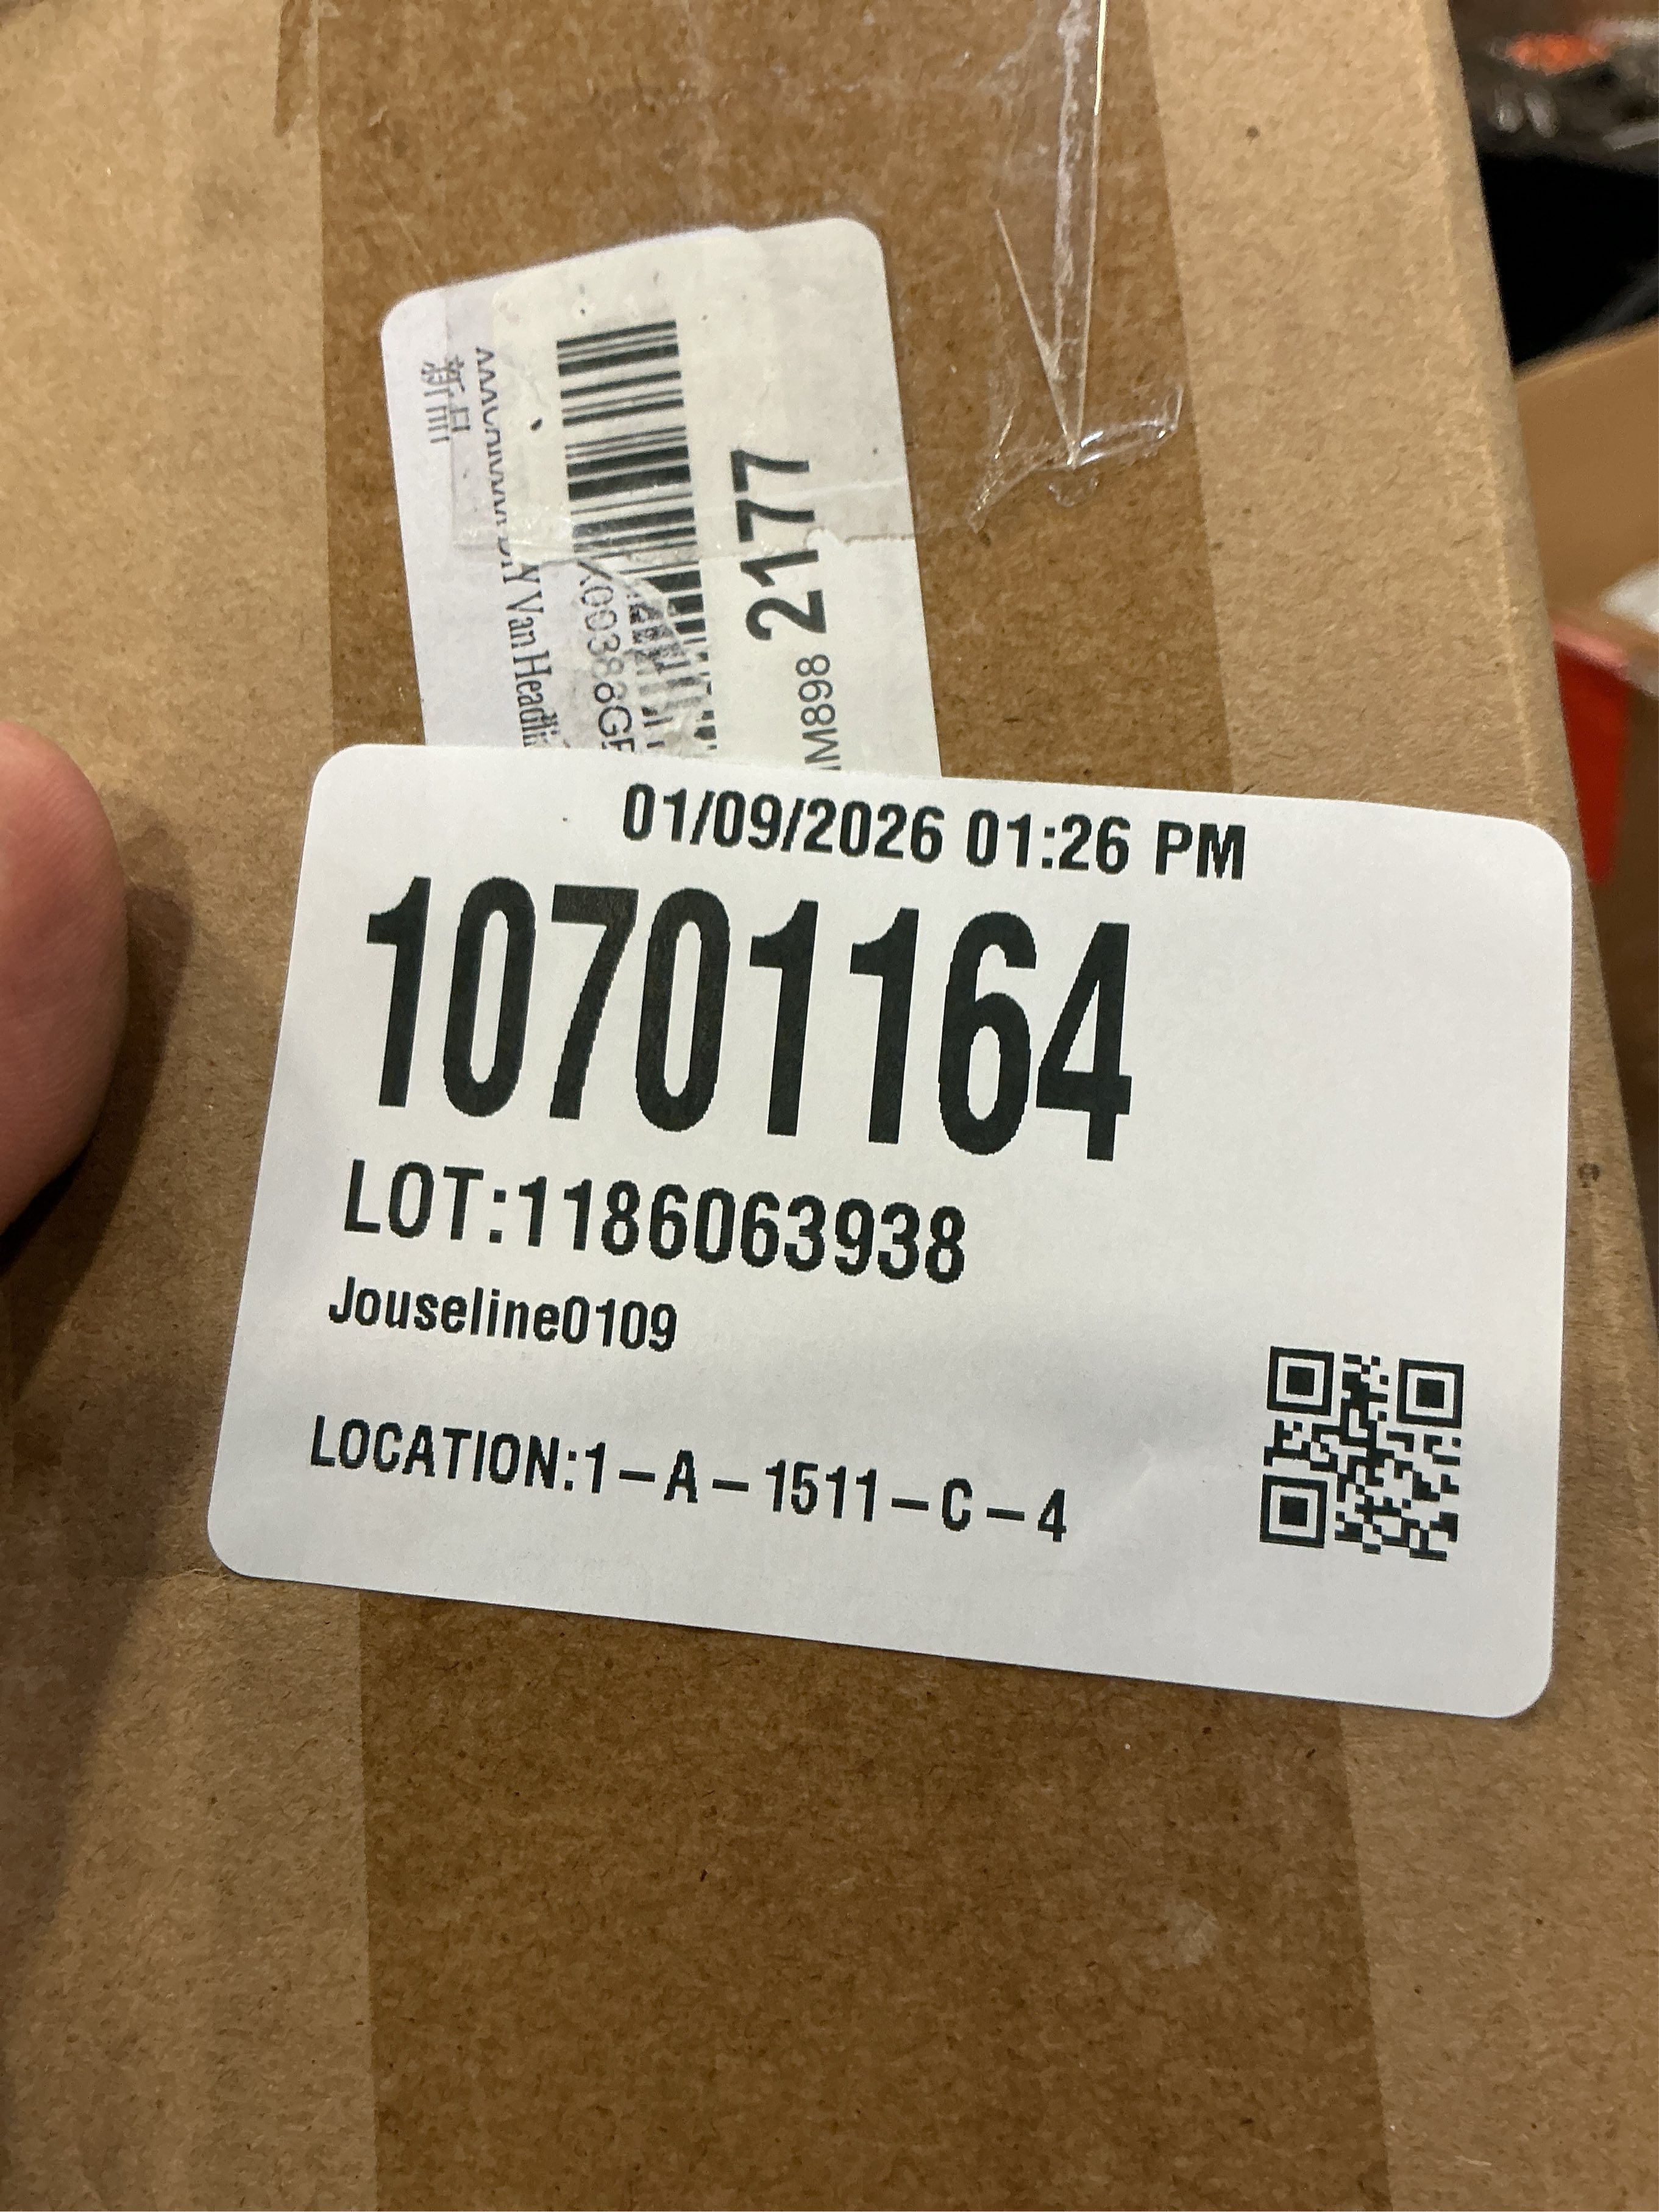 新品
Van Headli
2177
M898
01/09/2026 01:26 PM
10701164
LOT:1186063938
Jouseline0109
LOCATION:1-A-1511-C-4